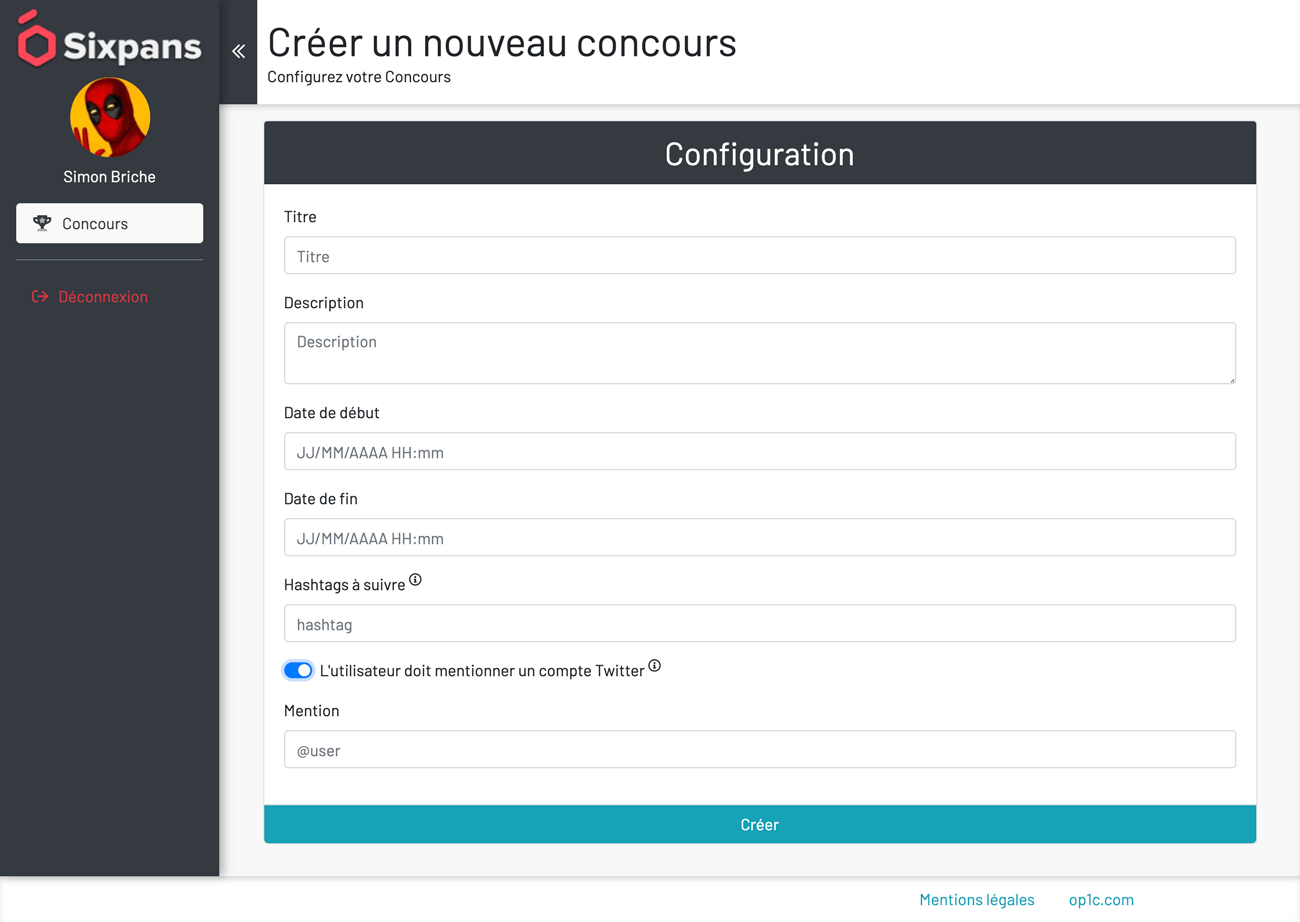 Sixpans
Simon Briche
Concours
Déconnexion
Créer un nouveau concours
Configurez votre Concours
Configuration
Titre
Titre
Description
Description
Date de début
JJ/MM/AAAA HH:mm
Date de fin
JJ/MM/AAAA HH:mm
Hashtags à suivre
hashtag
L'utilisateur doit mentionner un compte Twitter
Mention
@user
Créer
Mentions légales op1c.com